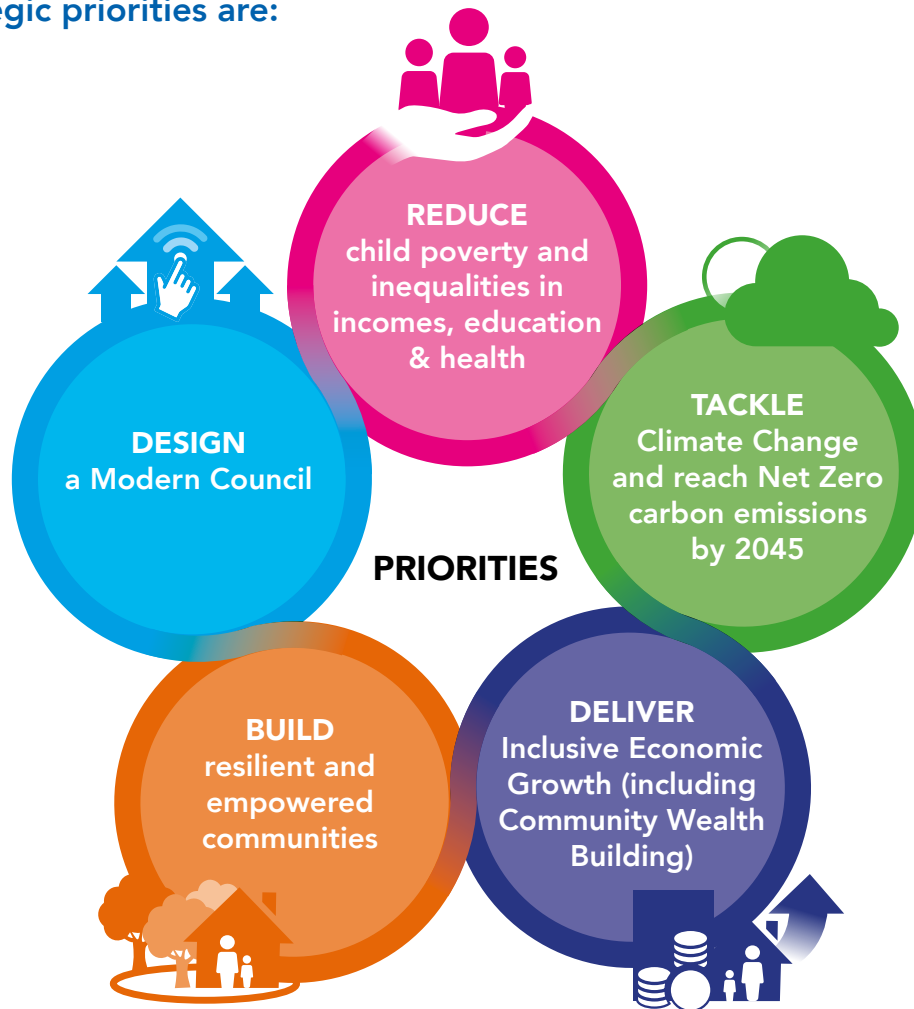 egic priorities are:
REDUCE
child poverty and
inequalities in
incomes, education
& health
TACKLE
Climate Change
and reach Net Zero
carbon emissions
by 2045
DELIVER
Inclusive Economic
Growth (including
Community Wealth
Building)
BUILD
resilient and
empowered
communities
DESIGN
a Modern Council
PRIORITIES